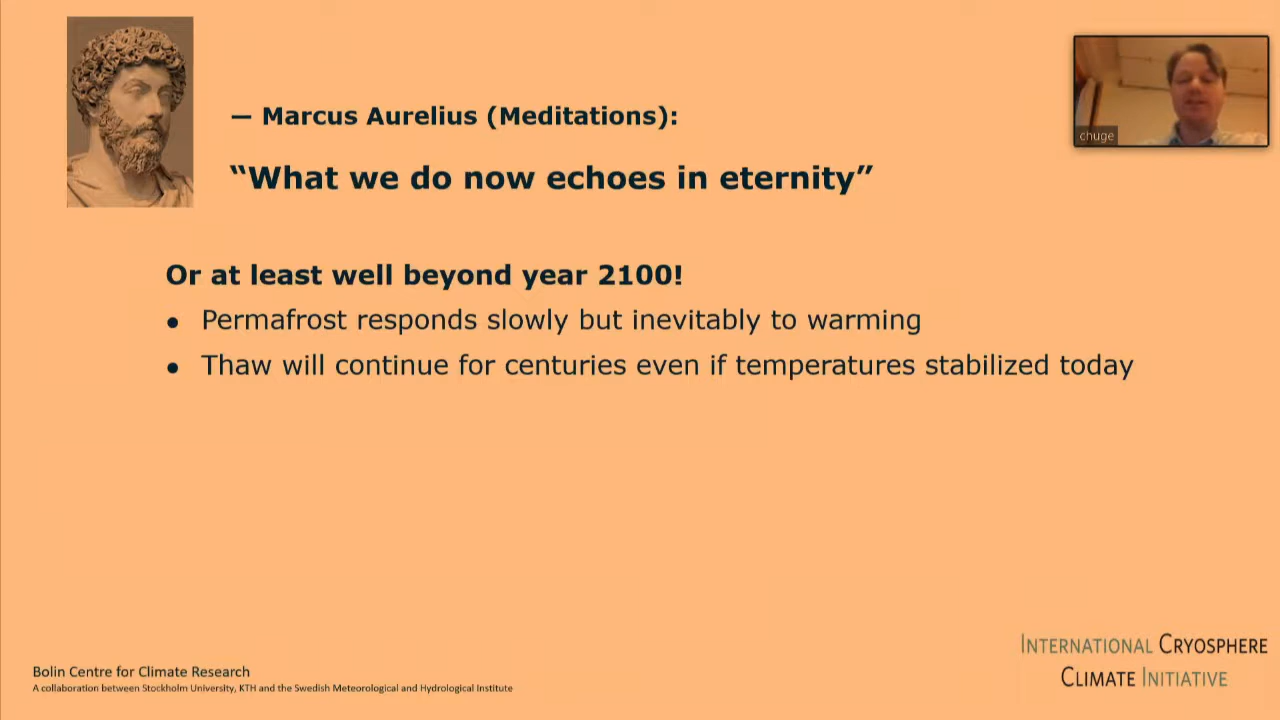 — Marcus Aurelius (Meditations):
“What we do now echoes in eternity”
chuge
Or at least well beyond year 2100!
• Permafrost responds slowly but inevitably to warming
• Thaw will continue for centuries even if temperatures stabilized today
Bolin Centre for Climate Research
A collaboration between Stockholm University, KTH and the Swedish Meteorological and Hydrological Institute
INTERNATIONAL CRYOSPHERE
CLIMATE INITIATIVE